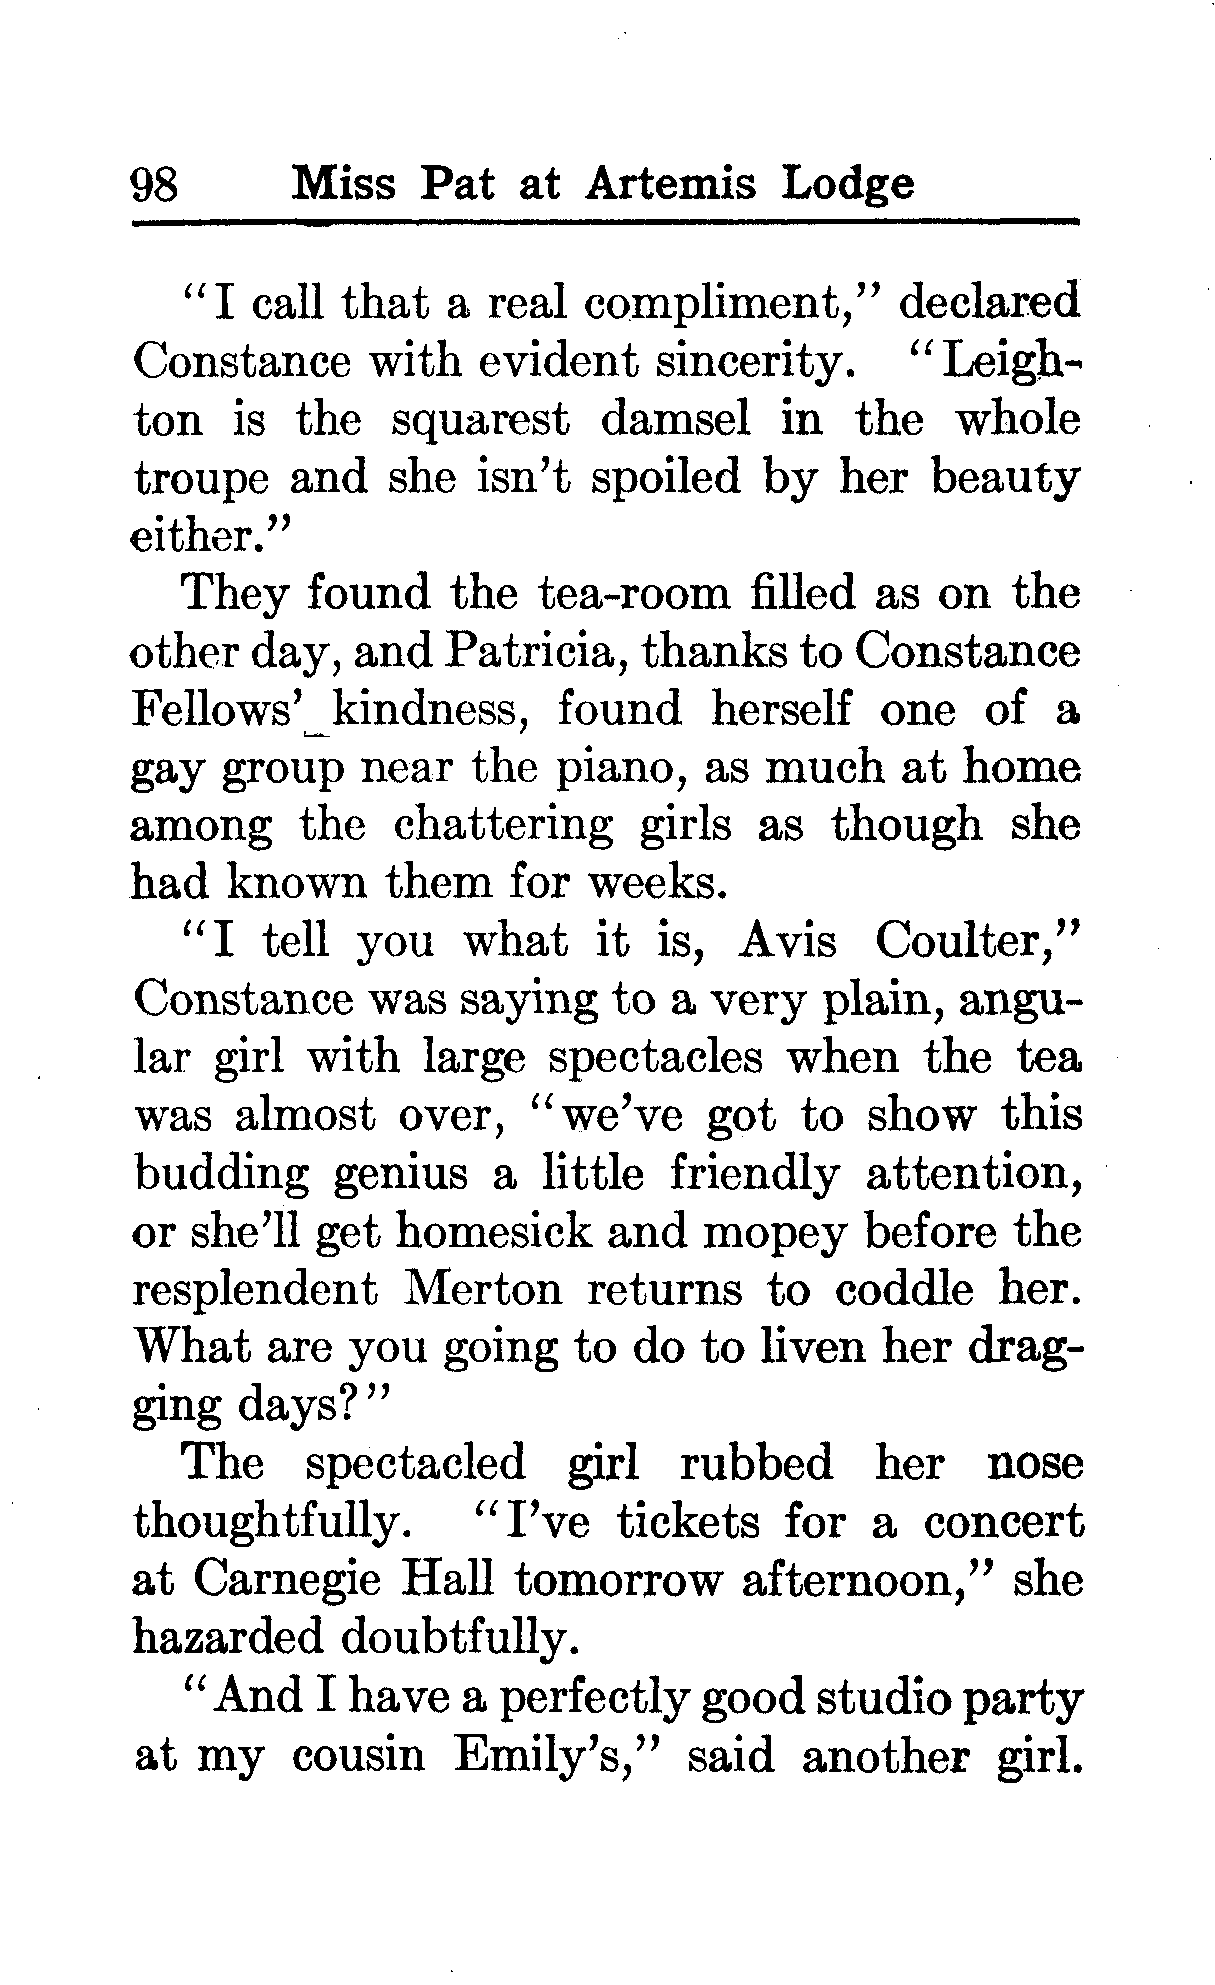 98 Miss Pat at Artemis Lodge
"I call that a real compliment," declared
Constance with evident sincerity. "Leigh-
ton is the squarest damsel in the whole
troupe and she isn't spoiled by her beauty
either."
They found the tea-room filled as on the
other day, and Patricia, thanks to Constance
Fellows' kindness, found herself one of a
gay group near the piano, as much at home
among the chattering girls as though she
had known them for weeks.
"I tell you what it is, Avis Coulter,"
Constance was saying to a very plain, angu-
lar girl with large spectacles when the tea
was almost over, "we've got to show this
budding genius a little friendly attention,
or she'll get homesick and mopey before the
resplendent Merton returns to coddle her.
What are you going to do to liven her drag-
ging days?"
The spectacled girl rubbed her nose
thoughtfully. "I've tickets for a concert
at Carnegie Hall tomorrow afternoon," she
hazarded doubtfully.
"And I have a perfectly good studio party
at my cousin Emily's," said another girl.